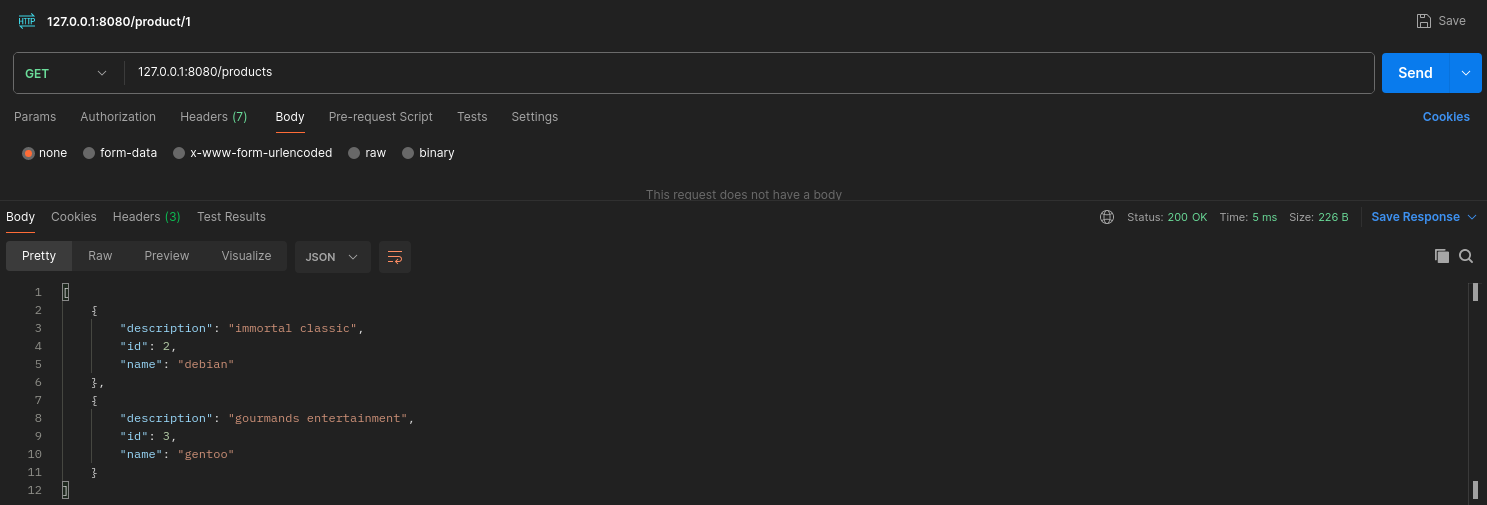 HTTP 127.0.0.1:8080/product/1 Save
GET 127.0.0.1:8080/products Send
Params Authorization Headers (7) Body Pre-request Script Tests Settings Cookies
none form-data x-www-form-urlencoded raw binary
This request does not have a body
Body Cookies Headers (3) Test Results Status: 200 OK Time: 5 ms Size: 226 B Save Response
Pretty Raw Preview Visualize JSON
1 [
2 {
3 "description": "immortal classic",
4 "id": 2,
5 "name": "debian"
6 },
7 {
8 "description": "gourmands entertainment",
9 "id": 3,
10 "name": "gentoo"
11 }
12 ]